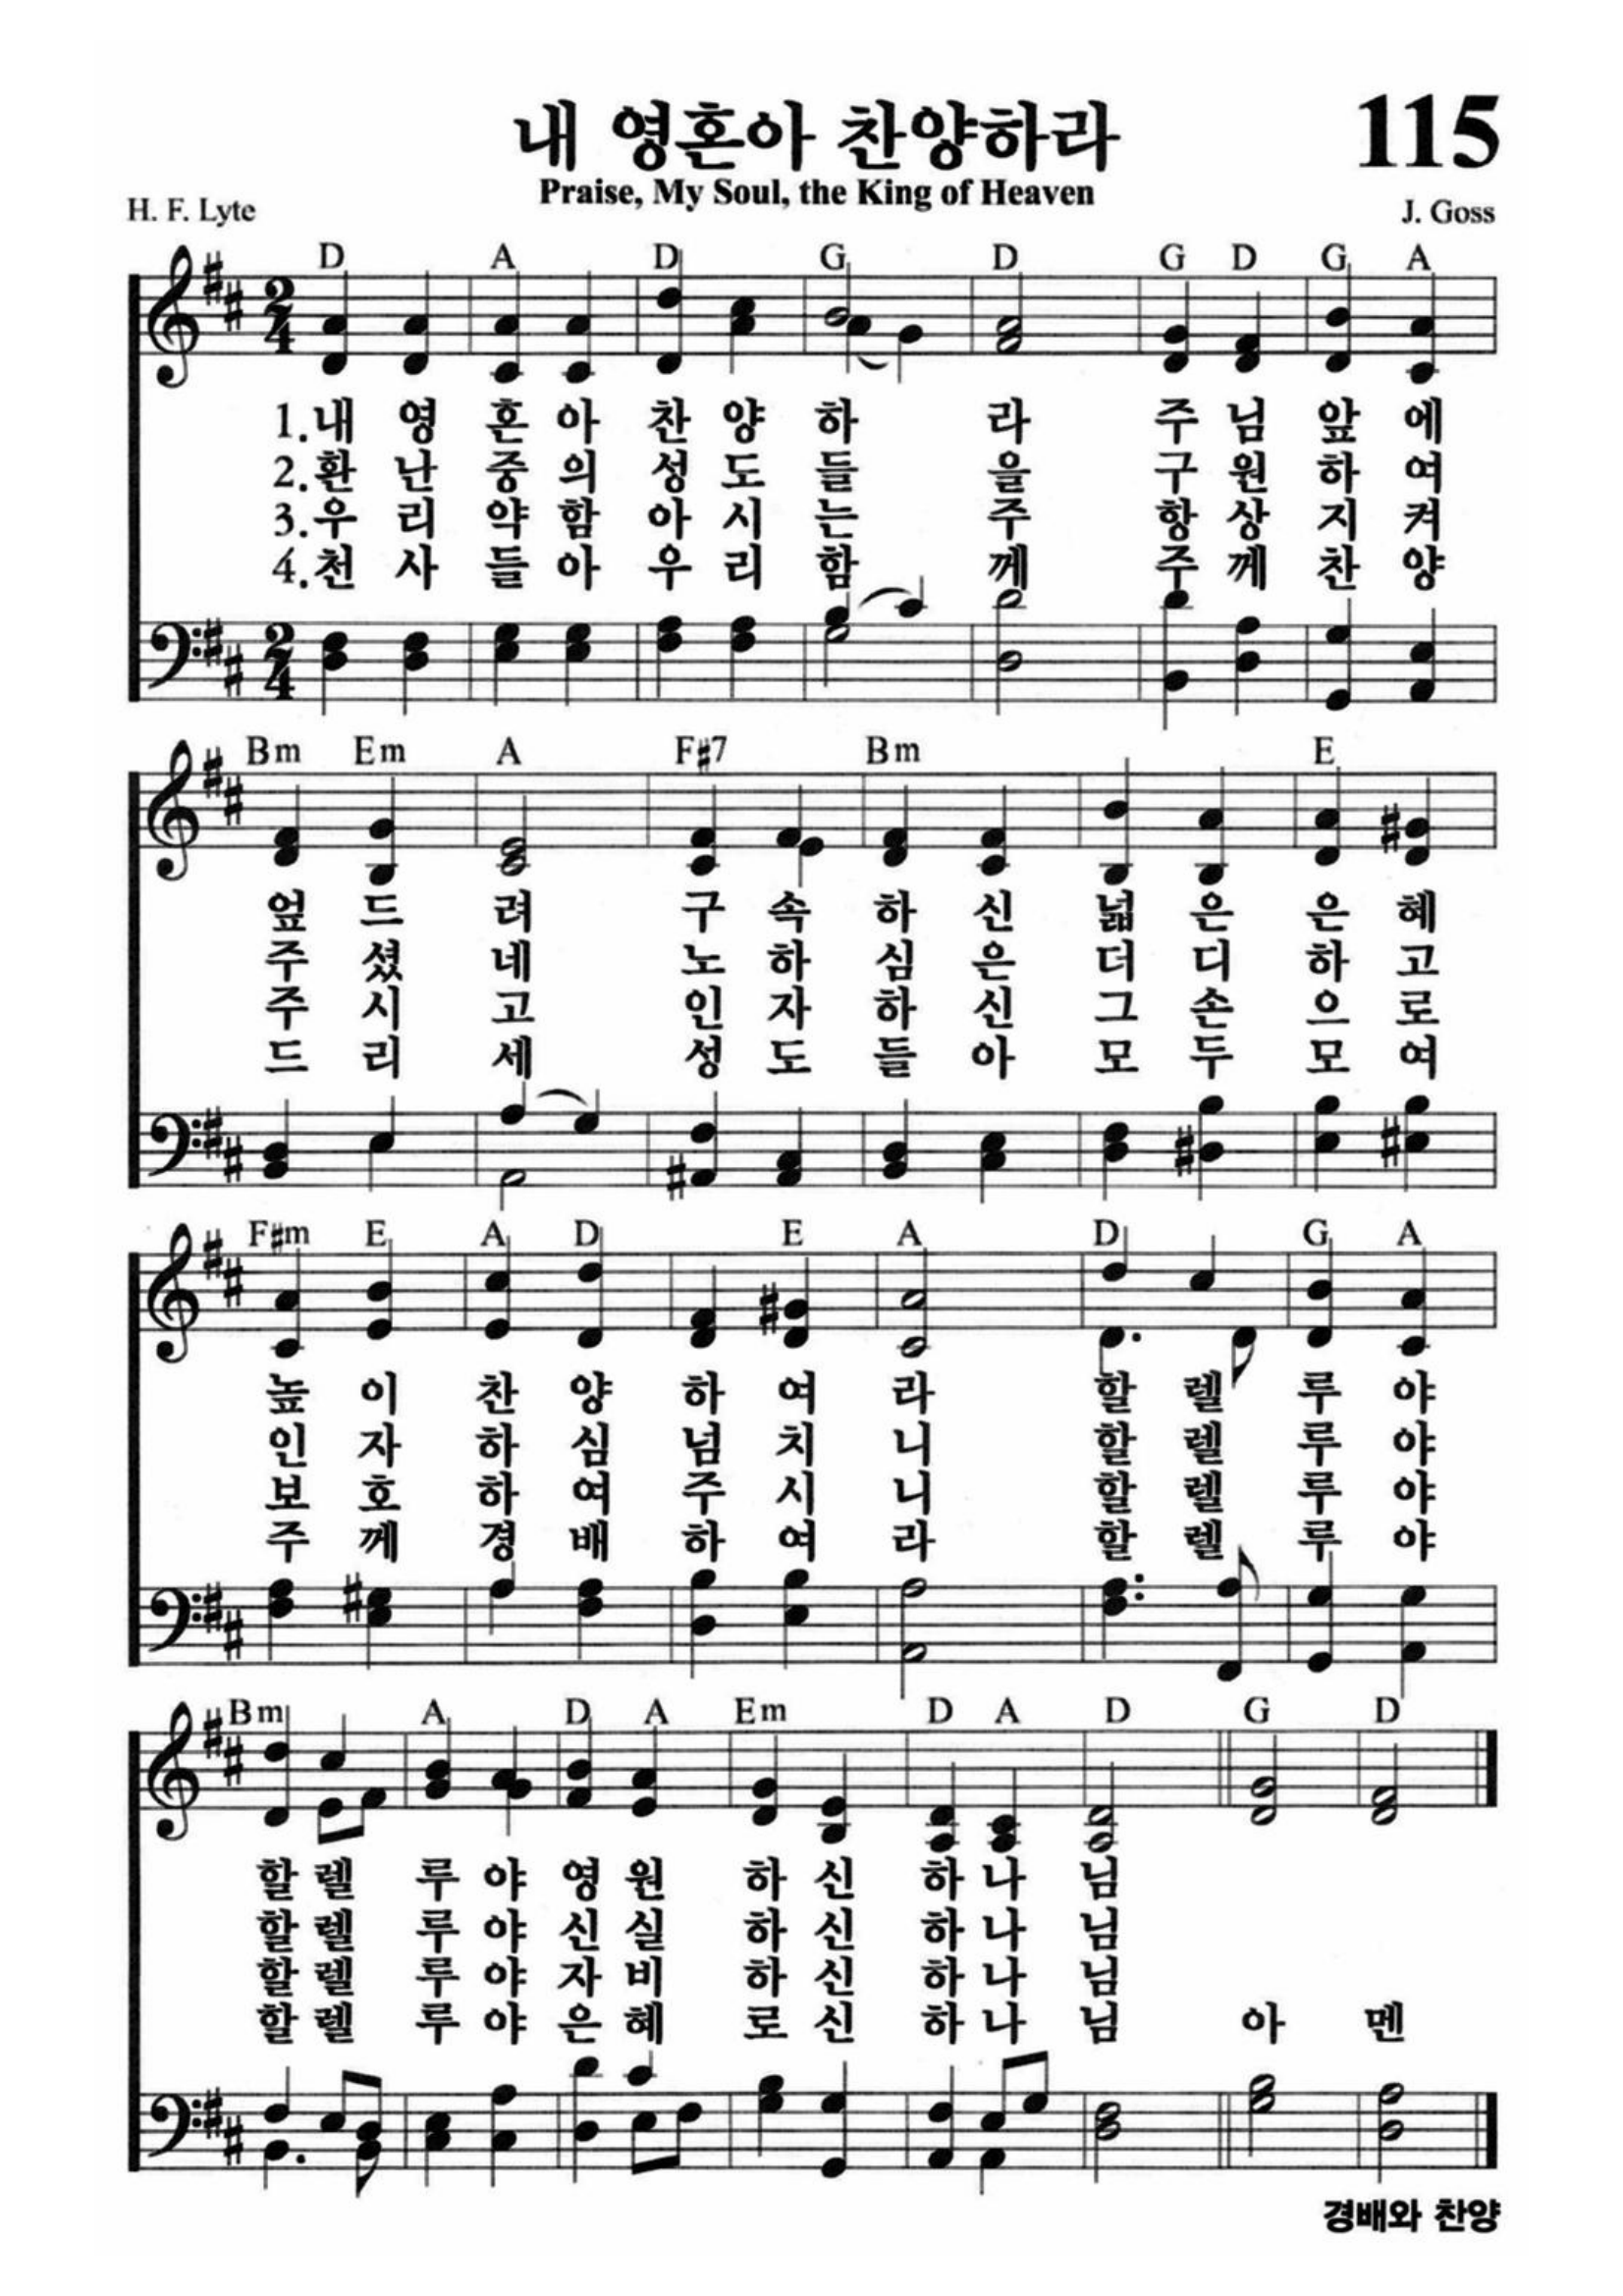 내 영혼아 찬양하라 115
Praise, My Soul, the King of Heaven
H. F. Lyte J. Goss
D A D G D G D G A
1.내 영 혼 아 찬 양 하 라 주 님 앞 에
2.환 난 중 의 성 도 들 을 구 원 하 여
3.우 리 약 함 아 시 는 주 항 상 지 켜
4.천 사 들 아 우 리 함 께 주 께 찬 양
Bm Em A F#7 Bm E
엎 드 려 구 속 하 신 넓 은 은 혜
주 셨 네 노 하 심 은 더 디 하 고
주 시 고 인 자 하 신 그 손 으 로
드 리 세 성 도 들 아 모 두 모 여
F#m E A D E A D G A
높 이 찬 양 하 여 라 할 렐 루 야
인 자 하 심 넘 치 니 할 렐 루 야
보 호 하 여 주 시 니 할 렐 루 야
주 께 경 배 하 여 라 할 렐 루 야
Bm A D A Em D A D G D
할 렐 루 야 영 원 하 신 하 나 님
할 렐 루 야 신 실 하 신 하 나 님
할 렐 루 야 자 비 하 신 하 나 님
할 렐 루 야 은 혜 로 신 하 나 님 아 멘
경배와 찬양